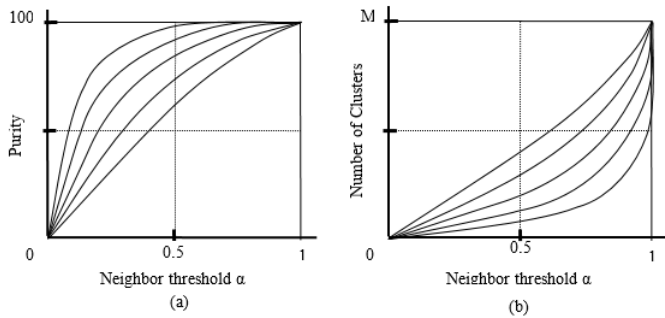 100
Purity
0
0.5
1
Neighbor threshold α
(a)
M
Number of Clusters
0
0.5
1
Neighbor threshold α
(b)